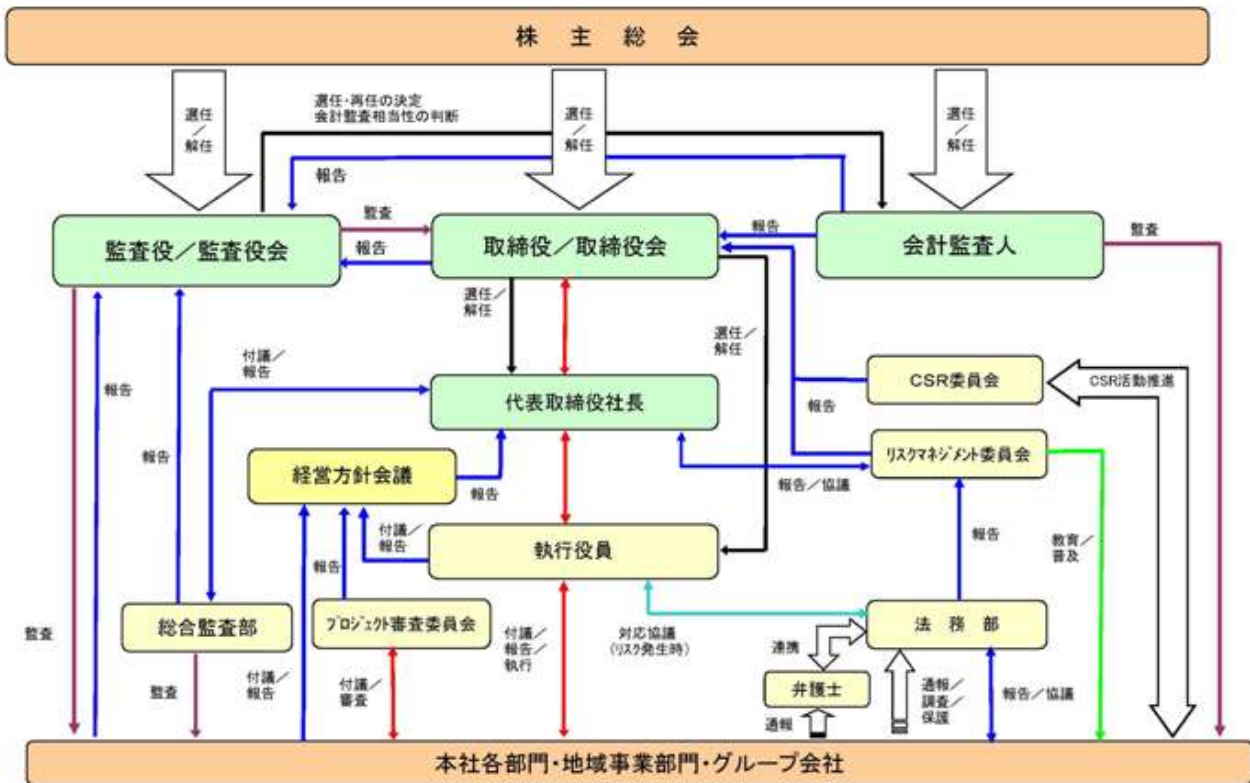 株 主 総 会
選任
／
解任
選任・再任の決定
会計監査相当性の判断
選任
／
解任
選任
／
解任
報告
監査役／監査役会
監査
報告
取締役／取締役会
報告
会計監査人
監査
選任／
解任
選任／
解任
付議／
報告
報告
代表取締役社長
CSR委員会
CSR活動推進
報告
報告
経営方針会議
報告
報告／協議
リスクマネジメント委員会
付議／
報告
執行役員
報告
教育／
普及
報告
総合監査部
プロジェクト審査委員会
法 務 部
監査
付議／
報告／
執行
対応協議
(リスク発生時)
連携
弁護士
監査
付議／
報告
付議／
審査
通報
通報／
調査／
保護
報告／協議
本社各部門・地域事業部門・グループ会社